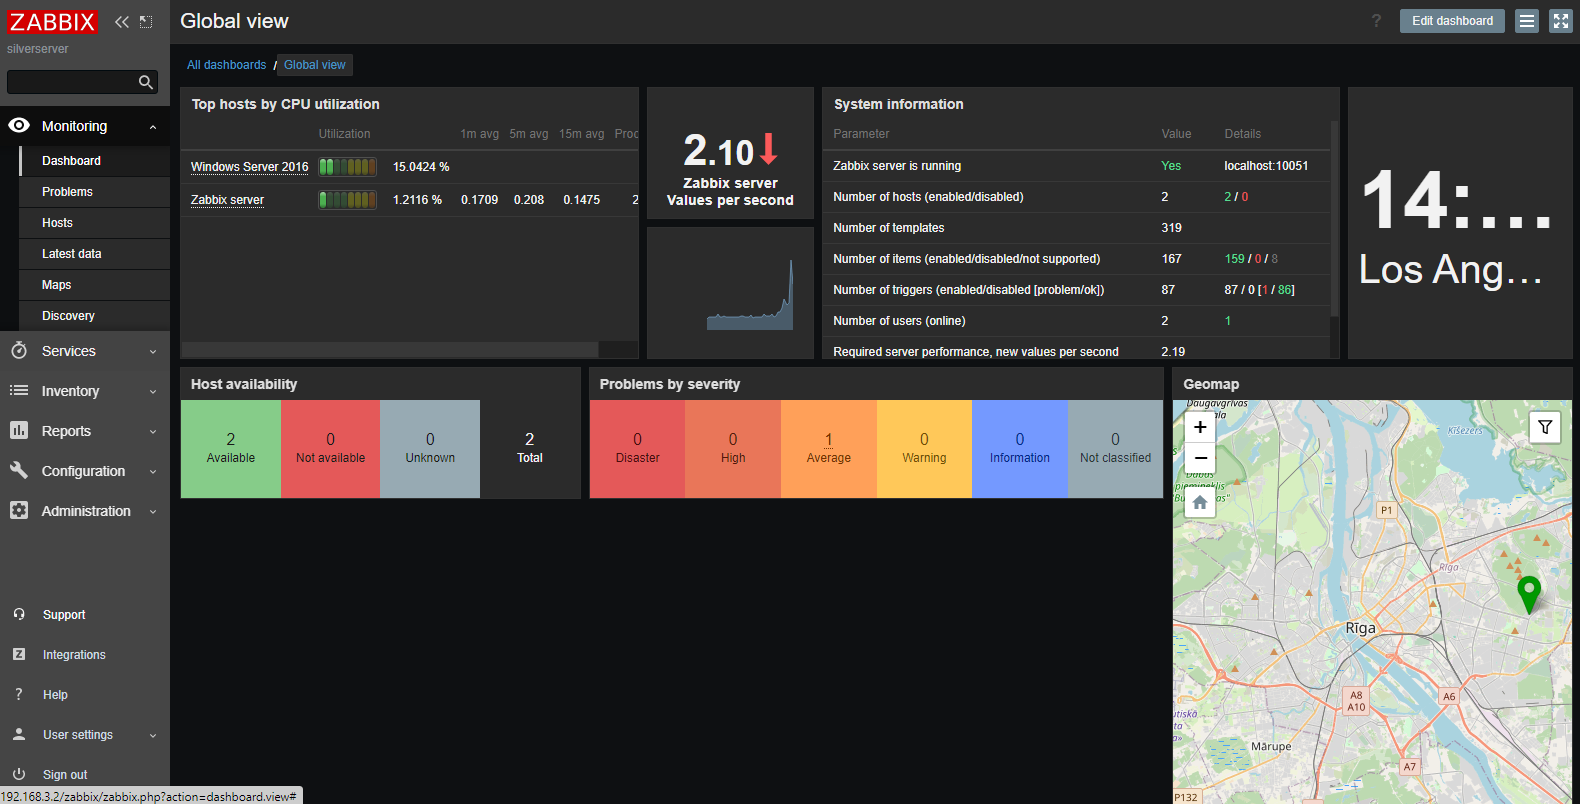 ZABBIX
silverserver
Monitoring
Dashboard
Problems
Hosts
Latest data
Maps
Discovery
Services
Inventory
Reports
Configuration
Administration
Support
Integrations
Help
User settings
Sign out
192.168.3.2/zabbix/zabbix.php?action=dashboard.view#
Global view
? Edit dashboard
All dashboards / Global view
Top hosts by CPU utilization
Utilization 1m avg 5m avg 15m avg Proc
Windows Server 2016 15.0424 %
Zabbix server 1.2116 % 0.1709 0.208 0.1475 2
2.10
Zabbix server
Values per second
System information
Parameter Value Details
Zabbix server is running Yes localhost:10051
Number of hosts (enabled/disabled) 2 2 / 0
Number of templates 319
Number of items (enabled/disabled/not supported) 167 159 / 0 / 8
Number of triggers (enabled/disabled [problem/ok]) 87 87 / 0 [1 / 86]
Number of users (online) 2 1
Required server performance, new values per second 2.19
14:...
Los Ang...
Host availability
2 0 0 2
Available Not available Unknown Total
Problems by severity
0 0 1 0 0 0
Disaster High Average Warning Information Not classified
Geomap
+
−
Daugavgrīvas
Ķīšezers
P1
Rīga
Rīga
A8
A10
A6
Mārupe
A7
P132